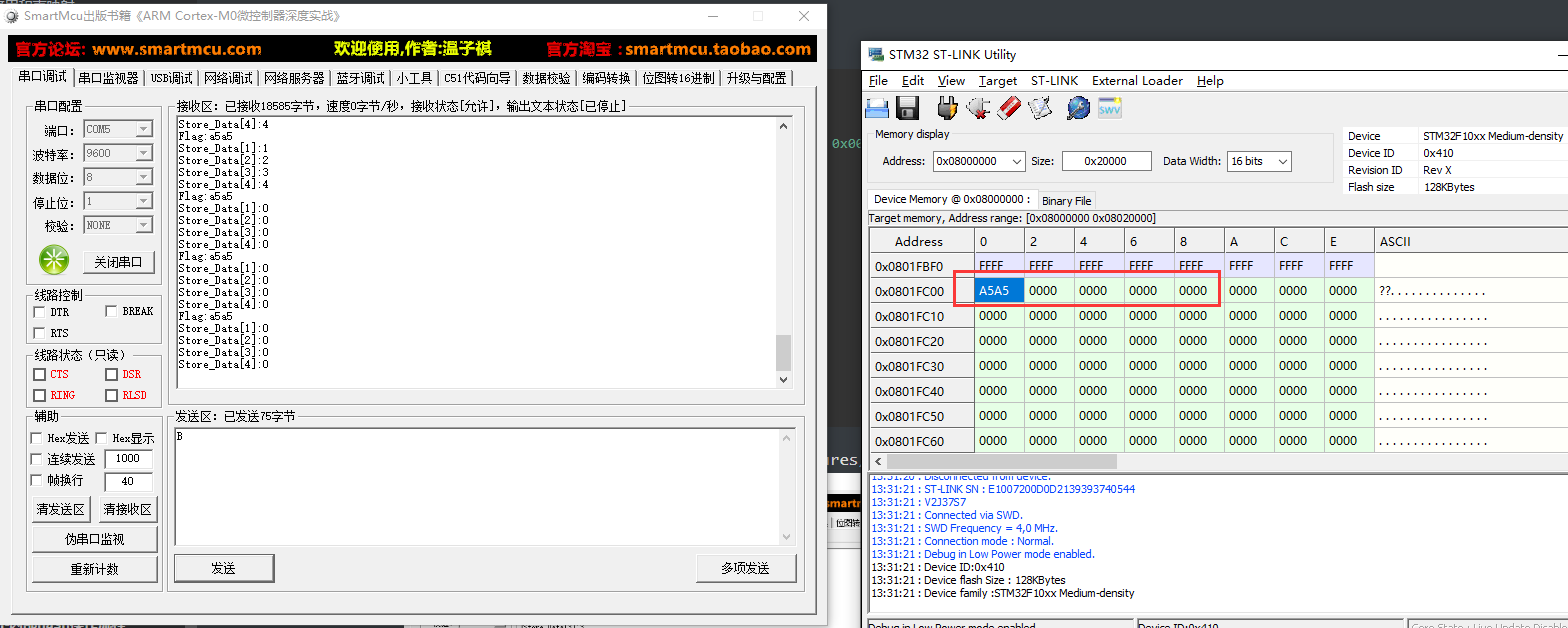 SmartMcu出版书籍《ARM Cortex-M0微控制器深度实战》
官方论坛: www.smartmcu.com 欢迎使用,作者:温子祺 官方淘宝:smartmcu.taobao.com
串口调试 串口监视器 USB调试 网络调试 网络服务器 蓝牙调试 小工具 C51代码向导 数据校验 编码转换 位图转16进制 升级与配置
串口配置
端口: COM5
波特率: 9600
数据位: 8
停止位: 1
校验: NONE
关闭串口
线路控制
DTR BREAK
RTS
线路状态（只读）
CTS DSR
RING RLSD
辅助
Hex发送 Hex显示
连续发送 1000
帧换行 40
清发送区 清接收区
伪串口监视
重新计数
接收区：已接收18585字节，速度0字节/秒，接收状态[允许]，输出文本状态[已停止]
Store_Data[4]:4
Flag:a5a5
Store_Data[1]:1
Store_Data[2]:2
Store_Data[3]:3
Store_Data[4]:4
Flag:a5a5
Store_Data[1]:0
Store_Data[2]:0
Store_Data[3]:0
Store_Data[4]:0
Flag:a5a5
Store_Data[1]:0
Store_Data[2]:0
Store_Data[3]:0
Store_Data[4]:0
Flag:a5a5
Store_Data[1]:0
Store_Data[2]:0
Store_Data[3]:0
Store_Data[4]:0
发送区：已发送75字节
B
发送 多项发送
STM32 ST-LINK Utility
File Edit View Target ST-LINK External Loader Help
SWV
Memory display
Address: 0x08000000 Size: 0x20000 Data Width: 16 bits
Device STM32F10xx Medium-density
Device ID 0x410
Revision ID Rev X
Flash size 128KBytes
Device Memory @ 0x08000000 : Binary File
Target memory, Address range: [0x08000000 0x08020000]
Address 0 2 4 6 8 A C E ASCII
0x0801FBF0 FFFF FFFF FFFF FFFF FFFF FFFF FFFF FFFF
0x0801FC00 A5A5 0000 0000 0000 0000 0000 0000 0000 ??..............
0x0801FC10 0000 0000 0000 0000 0000 0000 0000 0000 ................
0x0801FC20 0000 0000 0000 0000 0000 0000 0000 0000 ................
0x0801FC30 0000 0000 0000 0000 0000 0000 0000 0000 ................
0x0801FC40 0000 0000 0000 0000 0000 0000 0000 0000 ................
0x0801FC50 0000 0000 0000 0000 0000 0000 0000 0000 ................
0x0801FC60 0000 0000 0000 0000 0000 0000 0000 0000 ................
13:31:20 : Disconnected from device.
13:31:21 : ST-LINK SN : E1007200D0D2139393740544
13:31:21 : V2J37S7
13:31:21 : Connected via SWD.
13:31:21 : SWD Frequency = 4,0 MHz.
13:31:21 : Connection mode : Normal.
13:31:21 : Debug in Low Power mode enabled.
13:31:21 : Device ID:0x410
13:31:21 : Device flash Size : 128KBytes
13:31:21 : Device family :STM32F10xx Medium-density
Debug in Low Power mode enabled. Device ID:0x410 Core State : Live Update Disabled